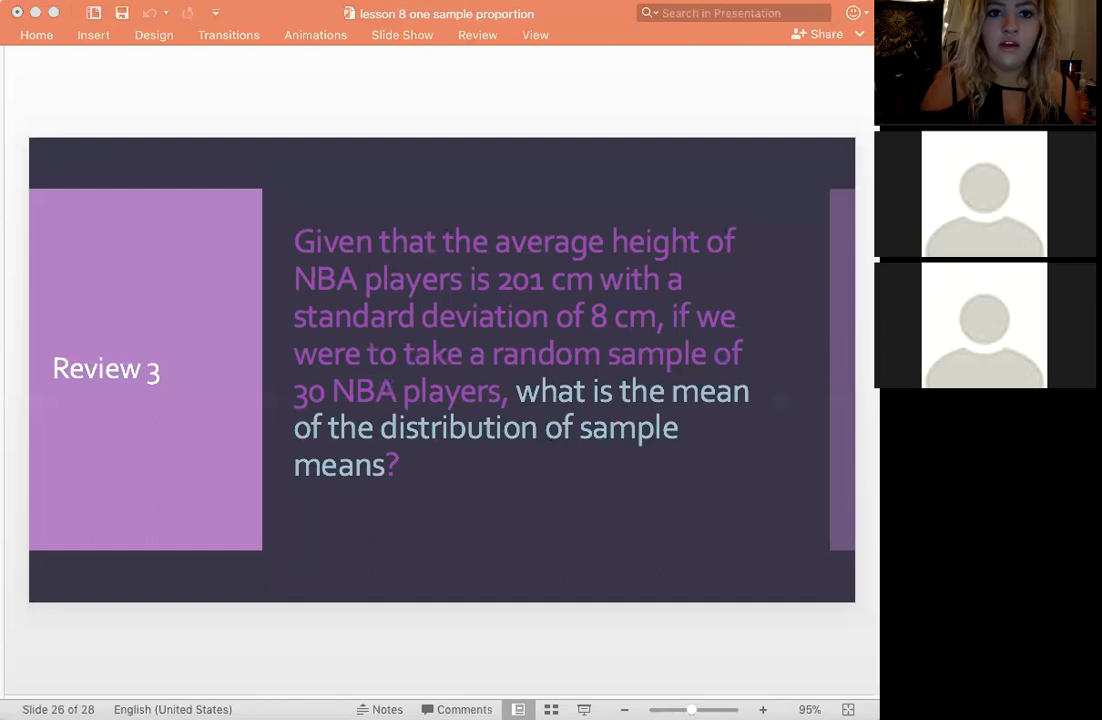 lesson 8 one sample proportion
Search in Presentation
Home Insert Design Transitions Animations Slide Show Review View
Share
Given that the average height of
NBA players is 201 cm with a
standard deviation of 8 cm, if we
were to take a random sample of
30 NBA players, what is the mean
of the distribution of sample
means?
Review 3
Slide 26 of 28 English (United States) Notes Comments 95%